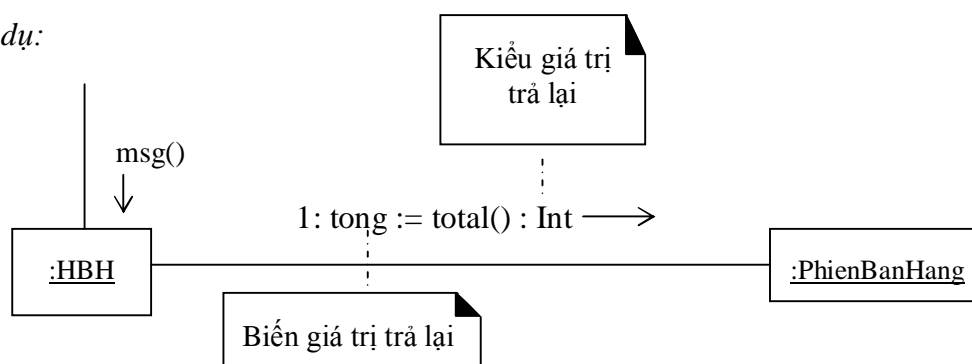 dụ:
Kiểu giá trị
trả lại
msg()
1: tong := total() : Int
:HBH
:PhienBanHang
Biến giá trị trả lại